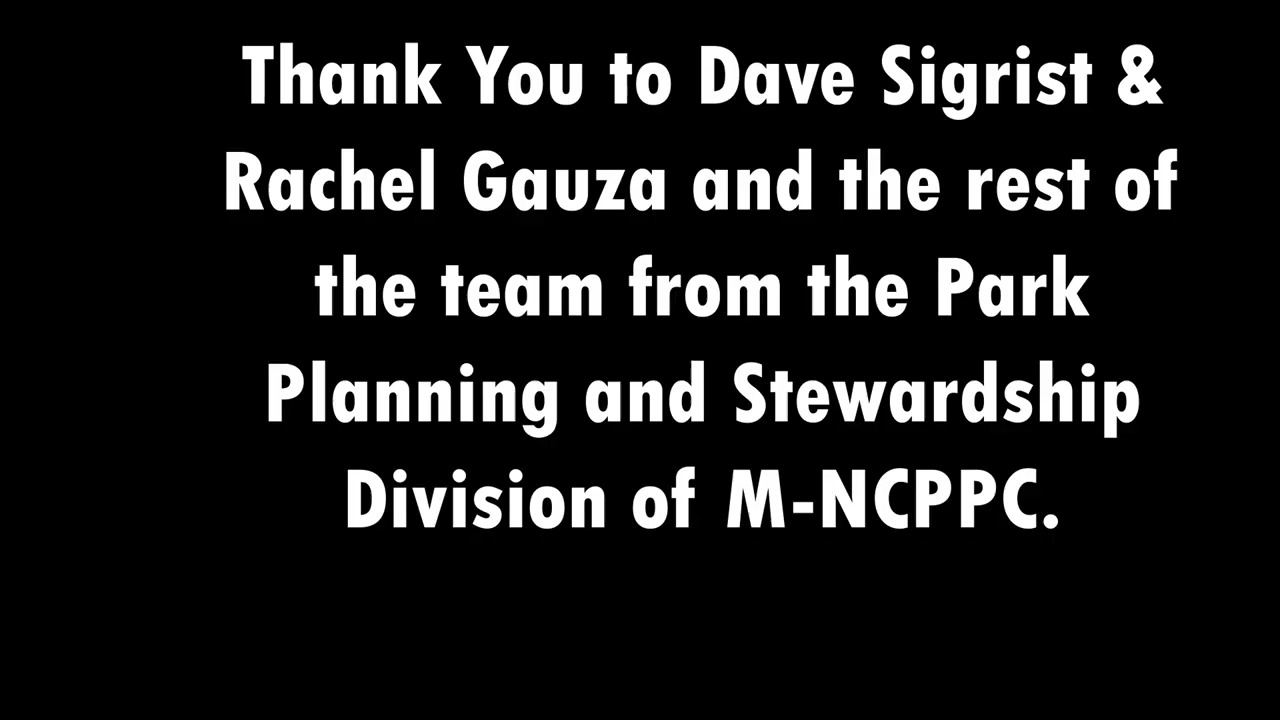 Thank You to Dave Sigrist &
Rachel Gauza and the rest of
the team from the Park
Planning and Stewardship
Division of M-NCPPC.